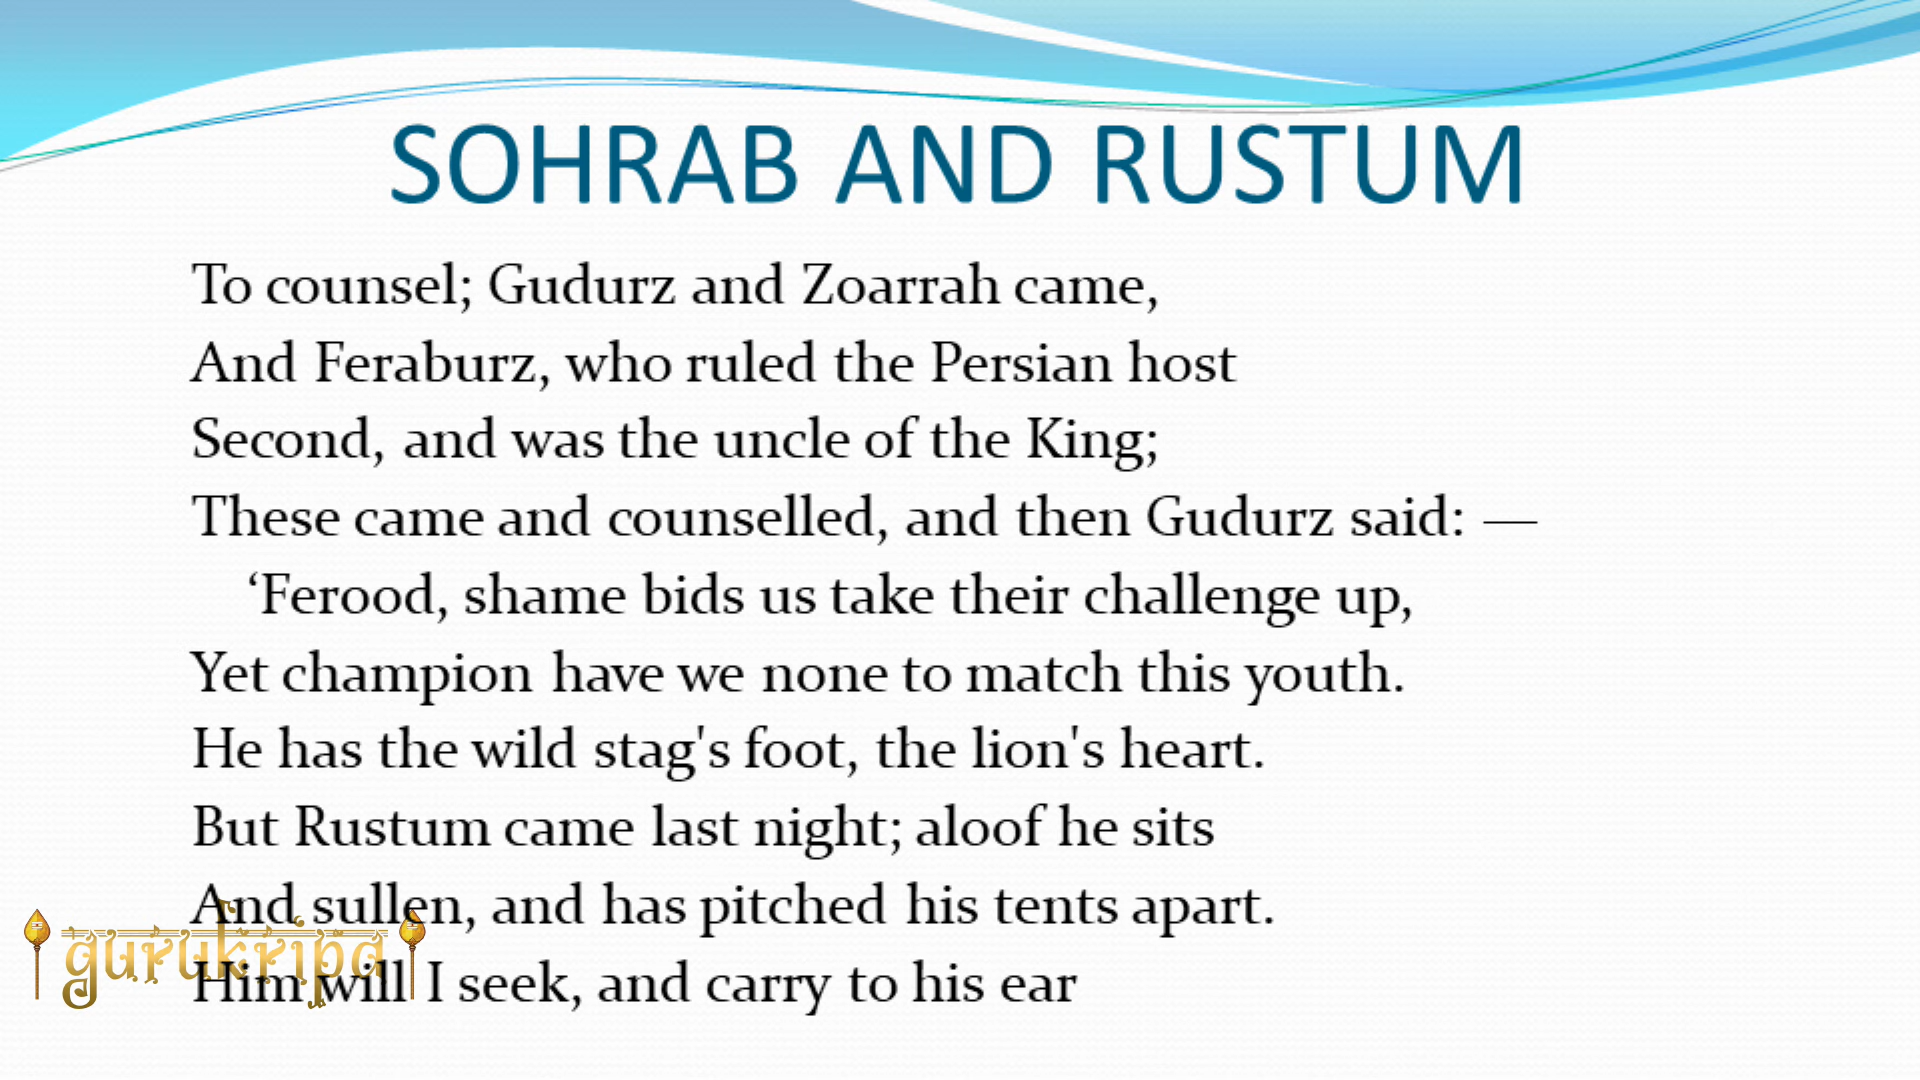 SOHRAB AND RUSTUM
To counsel; Gudurz and Zoarrah came,
And Feraburz, who ruled the Persian host
Second, and was the uncle of the King;
These came and counselled, and then Gudurz said: —
‘Ferood, shame bids us take their challenge up,
Yet champion have we none to match this youth.
He has the wild stag's foot, the lion's heart.
But Rustum came last night; aloof he sits
And sullen, and has pitched his tents apart.
gurukripa
Him will I seek, and carry to his ear